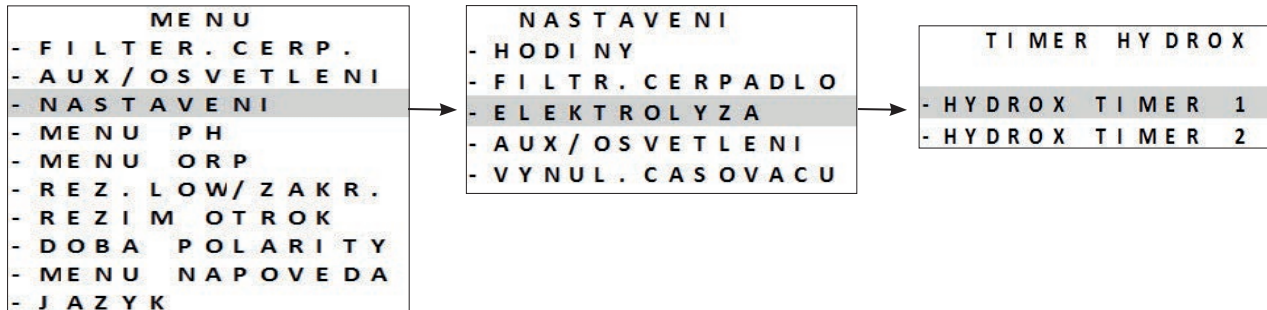 MENU
- FILTER. CERP.
- AUX/OSVETLENI
- NASTAVENI
- MENU PH
- MENU ORP
- REZ. LOW/ZAKR.
- REZIM OTROK
- DOBA POLARITY
- MENU NAPOVEDA
- JAZYK
NASTAVENI
- HODINY
- FILTR. CERPADLO
- ELEKTROLYZA
- AUX/OSVETLENI
- VYNUL. CASOVACU
TIMER HYDROX
- HYDROX TIMER 1
- HYDROX TIMER 2